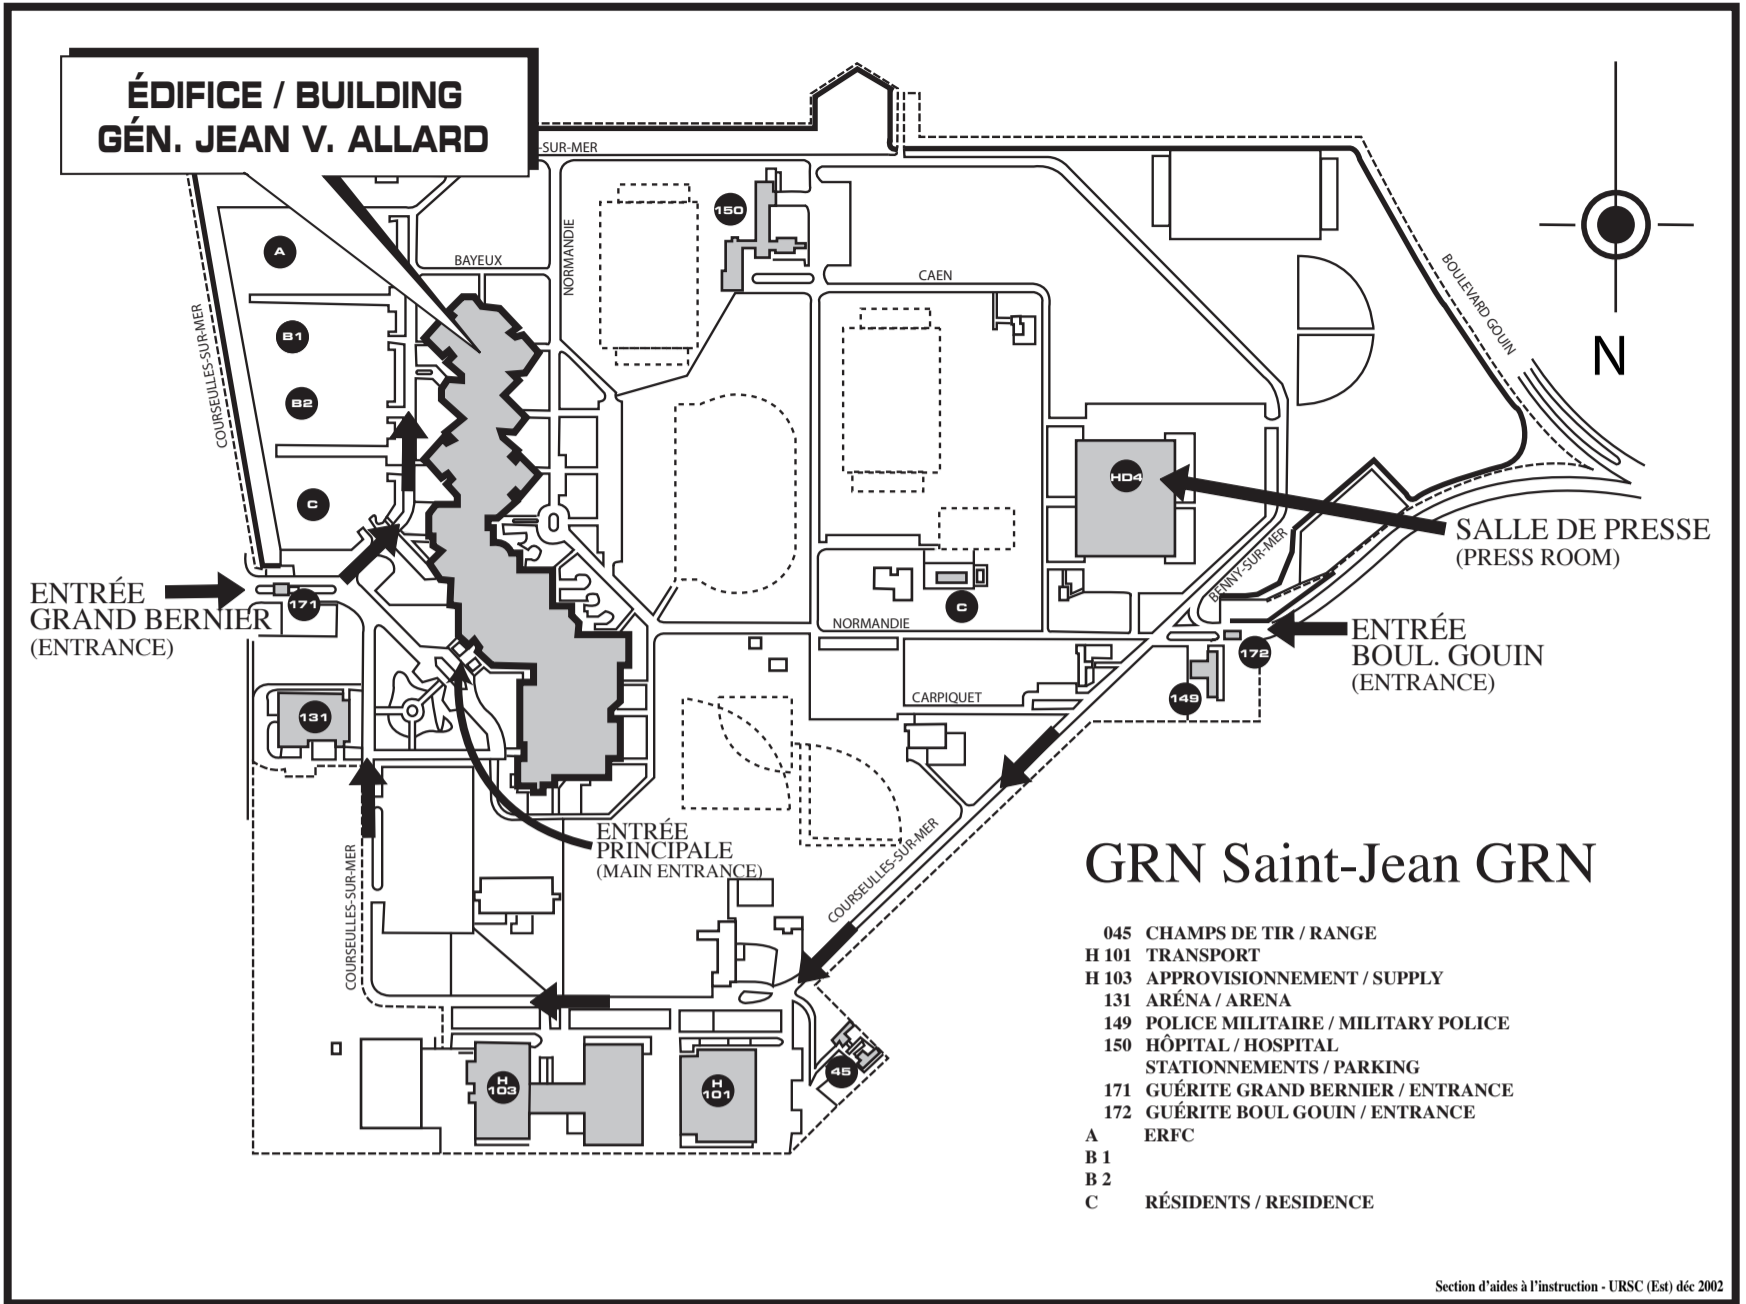 ÉDIFICE / BUILDING
GÉN. JEAN V. ALLARD
-SUR-MER
150
A
BAYEUX
NORMANDIE
CAEN
BOULEVARD GOUIN
COURSEULLES-SUR-MER
B1
N
B2
HD4
C
SALLE DE PRESSE
(PRESS ROOM)
BENNY-SUR-MER
ENTRÉE
GRAND BERNIER
(ENTRANCE)
171
C
NORMANDIE
ENTRÉE
BOUL. GOUIN
(ENTRANCE)
172
149
CARPIQUET
131
ENTRÉE
PRINCIPALE
(MAIN ENTRANCE)
COURSEULLES-SUR-MER
COURSEULLES-SUR-MER
H
103
H
101
45
GRN Saint-Jean GRN
045 CHAMPS DE TIR / RANGE
H 101 TRANSPORT
H 103 APPROVISIONNEMENT / SUPPLY
131 ARÉNA / ARENA
149 POLICE MILITAIRE / MILITARY POLICE
150 HÔPITAL / HOSPITAL
STATIONNEMENTS / PARKING
171 GUÉRITE GRAND BERNIER / ENTRANCE
172 GUÉRITE BOUL GOUIN / ENTRANCE
A ERFC
B 1
B 2
C RÉSIDENTS / RESIDENCE
Section d'aides à l'instruction - URSC (Est) déc 2002